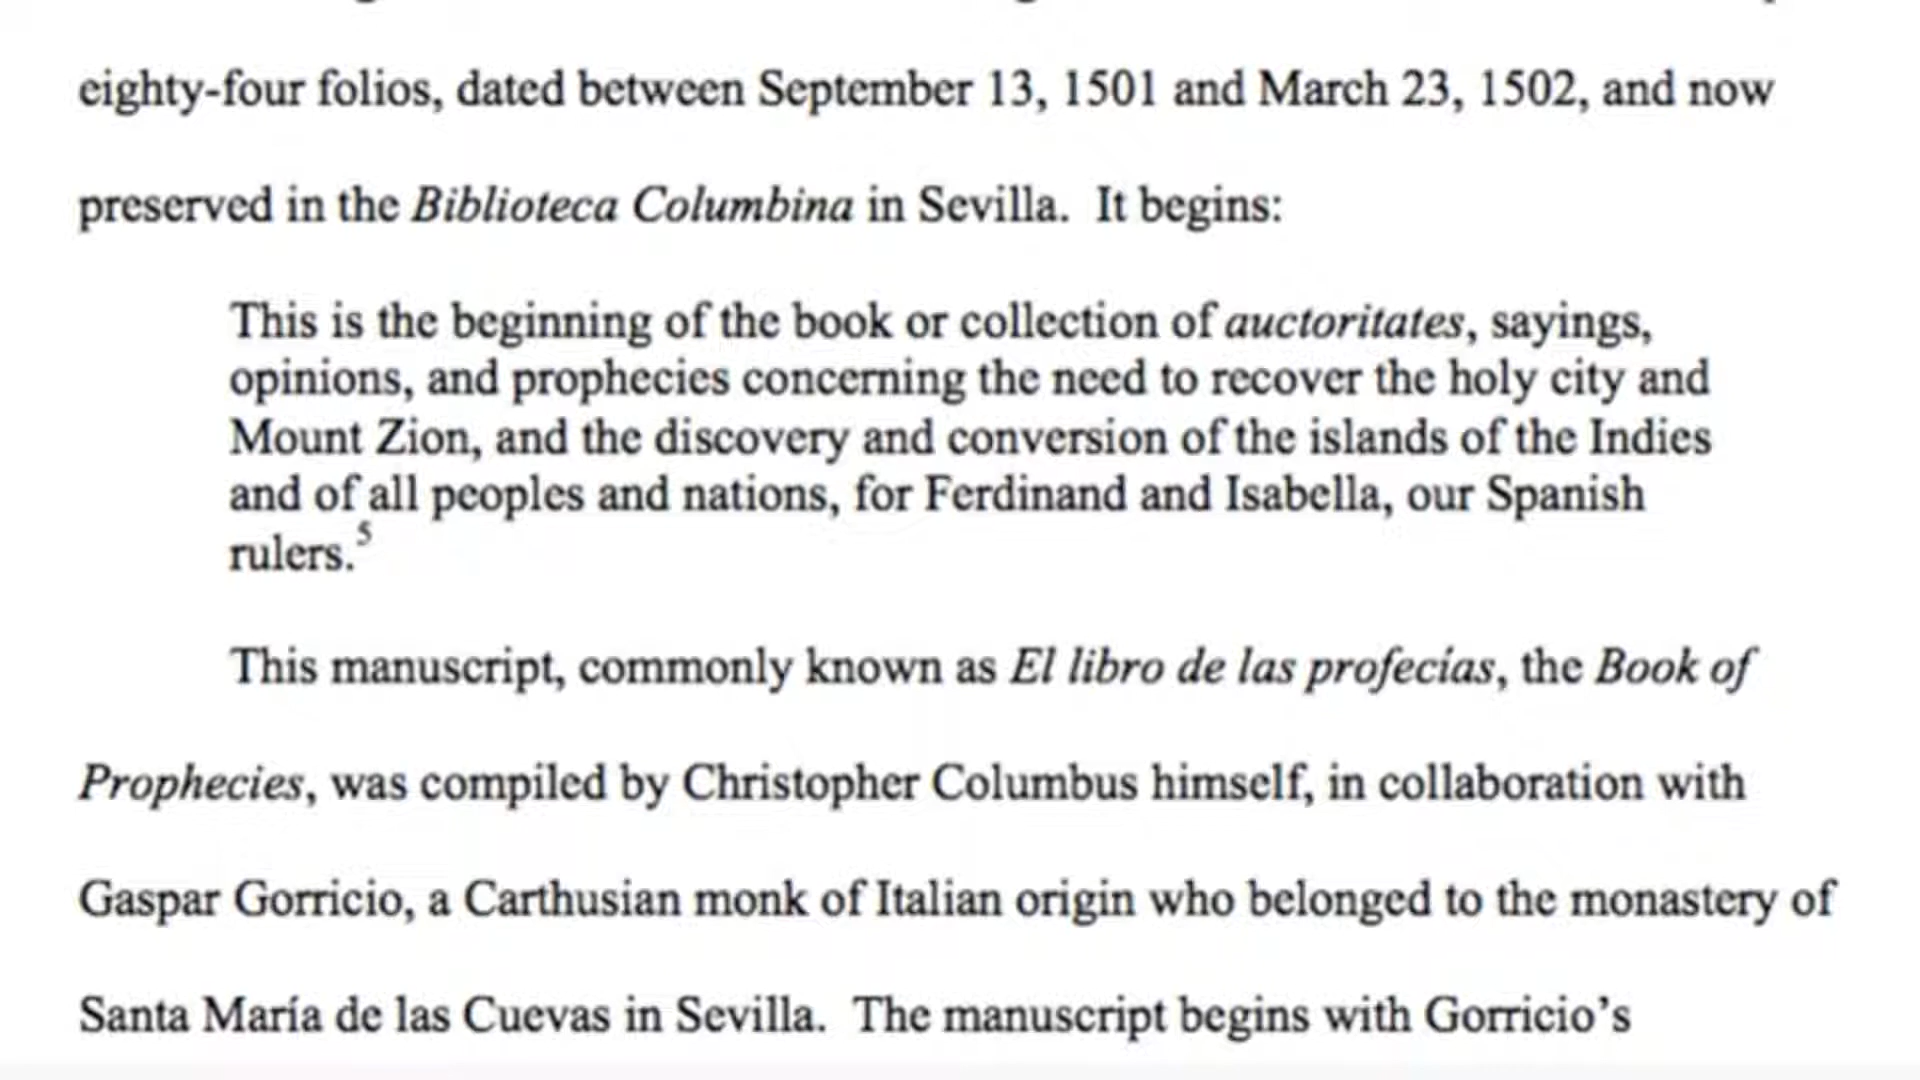 eighty-four folios, dated between September 13, 1501 and March 23, 1502, and now
preserved in the Biblioteca Columbina in Sevilla. It begins:
This is the beginning of the book or collection of auctoritates, sayings,
opinions, and prophecies concerning the need to recover the holy city and
Mount Zion, and the discovery and conversion of the islands of the Indies
and of all peoples and nations, for Ferdinand and Isabella, our Spanish
rulers.5
This manuscript, commonly known as El libro de las profecías, the Book of
Prophecies, was compiled by Christopher Columbus himself, in collaboration with
Gaspar Gorricio, a Carthusian monk of Italian origin who belonged to the monastery of
Santa María de las Cuevas in Sevilla. The manuscript begins with Gorricio’s